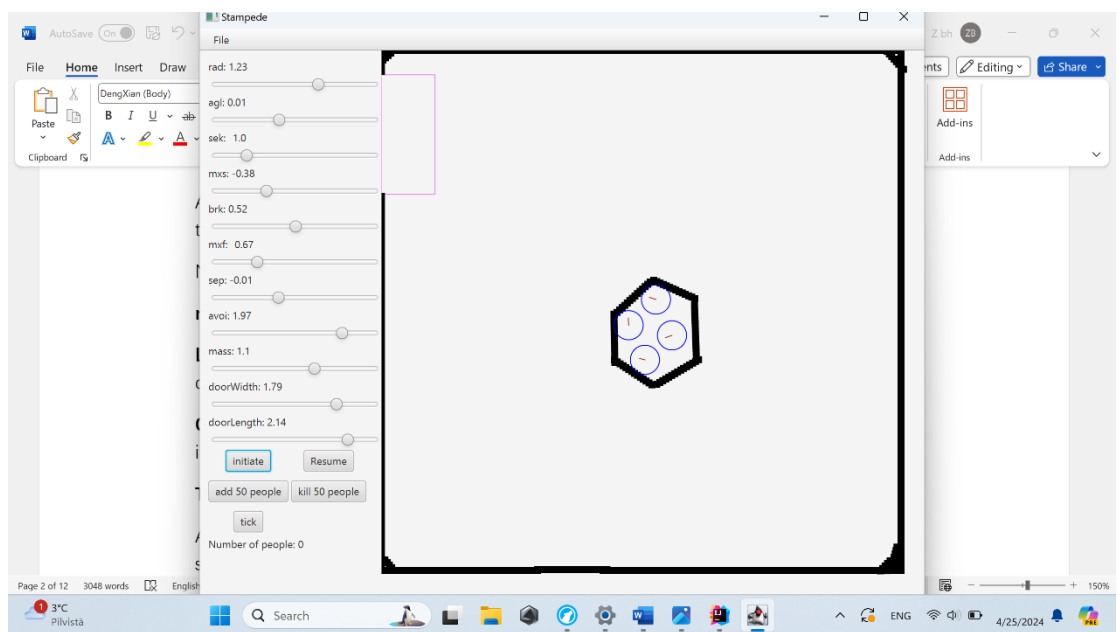 Stampede
AutoSave Off
Z bh ZB
File
File Home Insert Draw
Editing Share
rad: 1.23
DengXian (Body)
agl: 0.01
B I U ab
Paste
Add-ins
A A
sek: 1.0
Clipboard
Add-ins
mxs: -0.38
brk: 0.52
mxf: 0.67
sep: -0.01
avoi: 1.97
mass: 1.1
doorWidth: 1.79
doorLength: 2.14
initiate Resume
add 50 people kill 50 people
tick
Number of people: 0
Page 2 of 12 3048 words
150%
1 3°C
Pilvistä
Search
ENG
4/25/2024
PRE